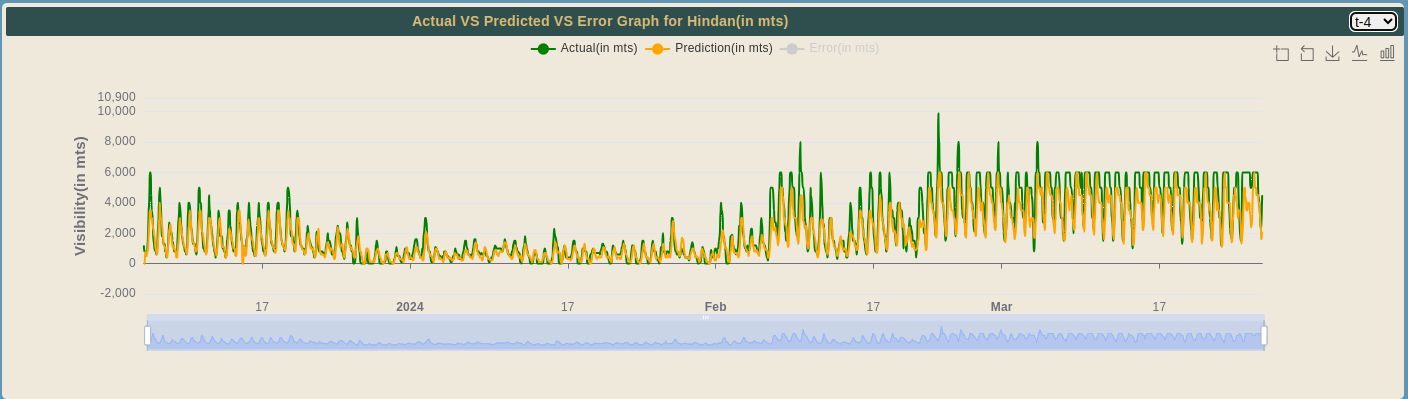 Actual VS Predicted VS Error Graph for Hindan(in mts)
t-4
Actual(in mts) Prediction(in mts) Error(in mts)
Visibility(in mts)
10,900
10,000
8,000
6,000
4,000
2,000
0
-2,000
17 2024 17 Feb 17 Mar 17